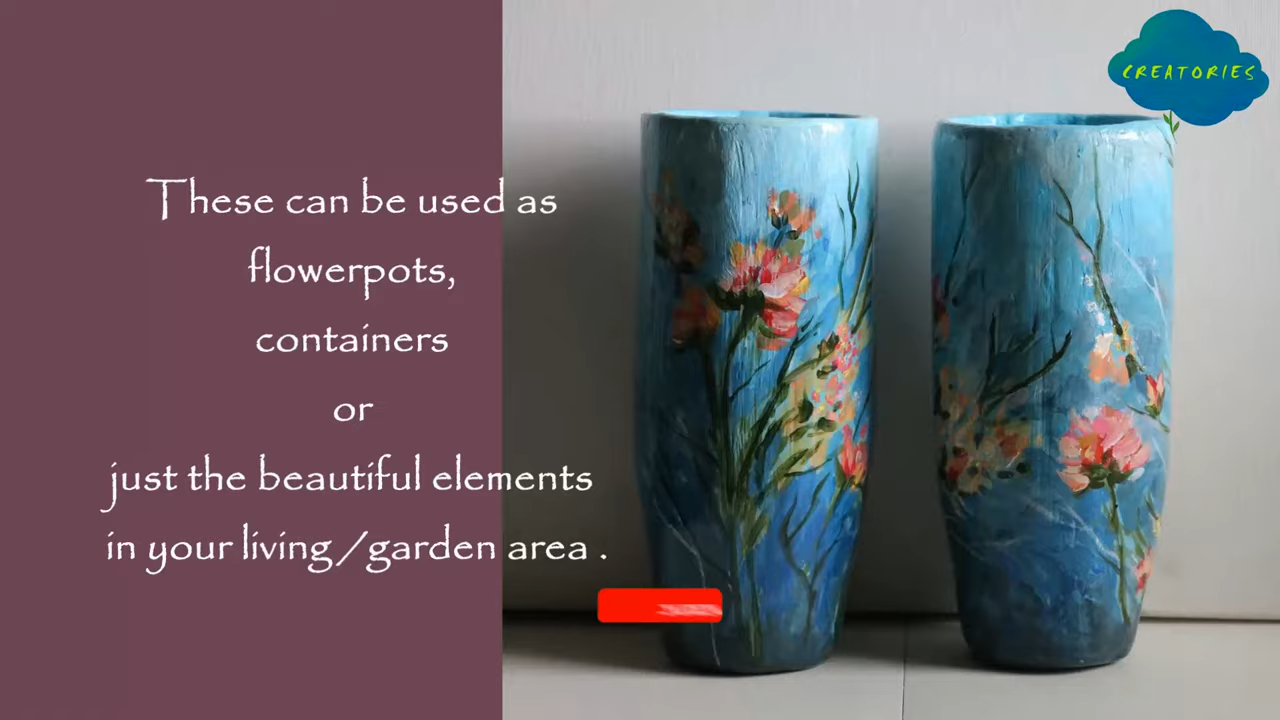 CREATORIES
These can be used as
flowerpots,
containers
or
just the beautiful elements
in your living/garden area .